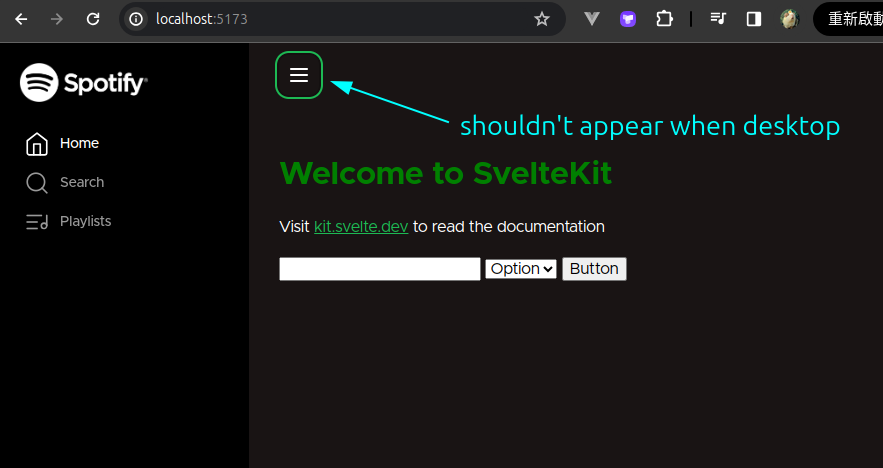 localhost:5173
重新啟動
Spotify
shouldn't appear when desktop
Home
Welcome to SvelteKit
Search
Playlists
Visit kit.svelte.dev to read the documentation
Option Button